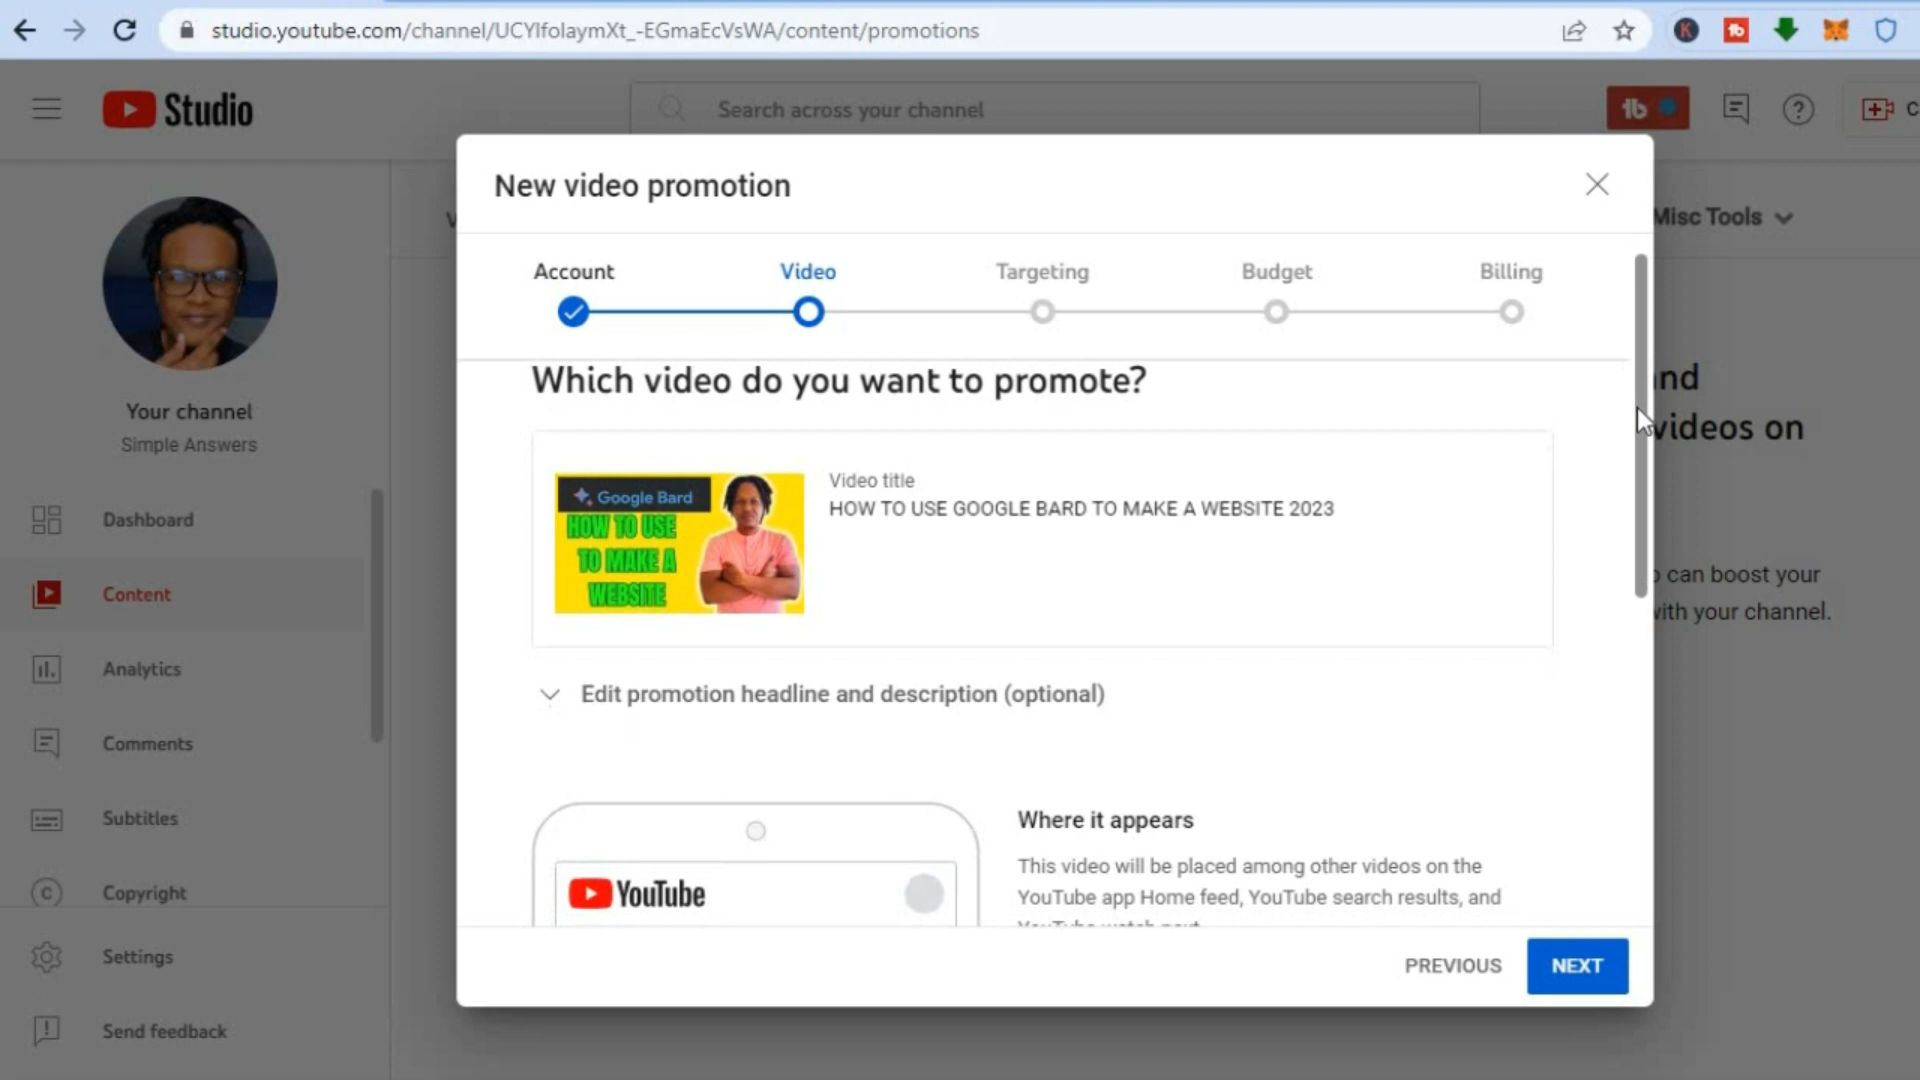 studio.youtube.com/channel/UCYlfolaymXt_-EGmaEcVsWA/content/promotions
Studio
Search across your channel
New video promotion
Misc Tools
Account
Video
Targeting
Budget
Billing
Which video do you want to promote?
Your channel
Simple Answers
videos on
Video title
HOW TO USE GOOGLE BARD TO MAKE A WEBSITE 2023
Google Bard
HOW TO USE
TO MAKE A
WEBSITE
can boost your
with your channel.
Dashboard
Content
Analytics
Comments
Subtitles
Copyright
Settings
Send feedback
Edit promotion headline and description (optional)
YouTube
Where it appears
This video will be placed among other videos on the
YouTube app Home feed, YouTube search results, and
PREVIOUS
NEXT